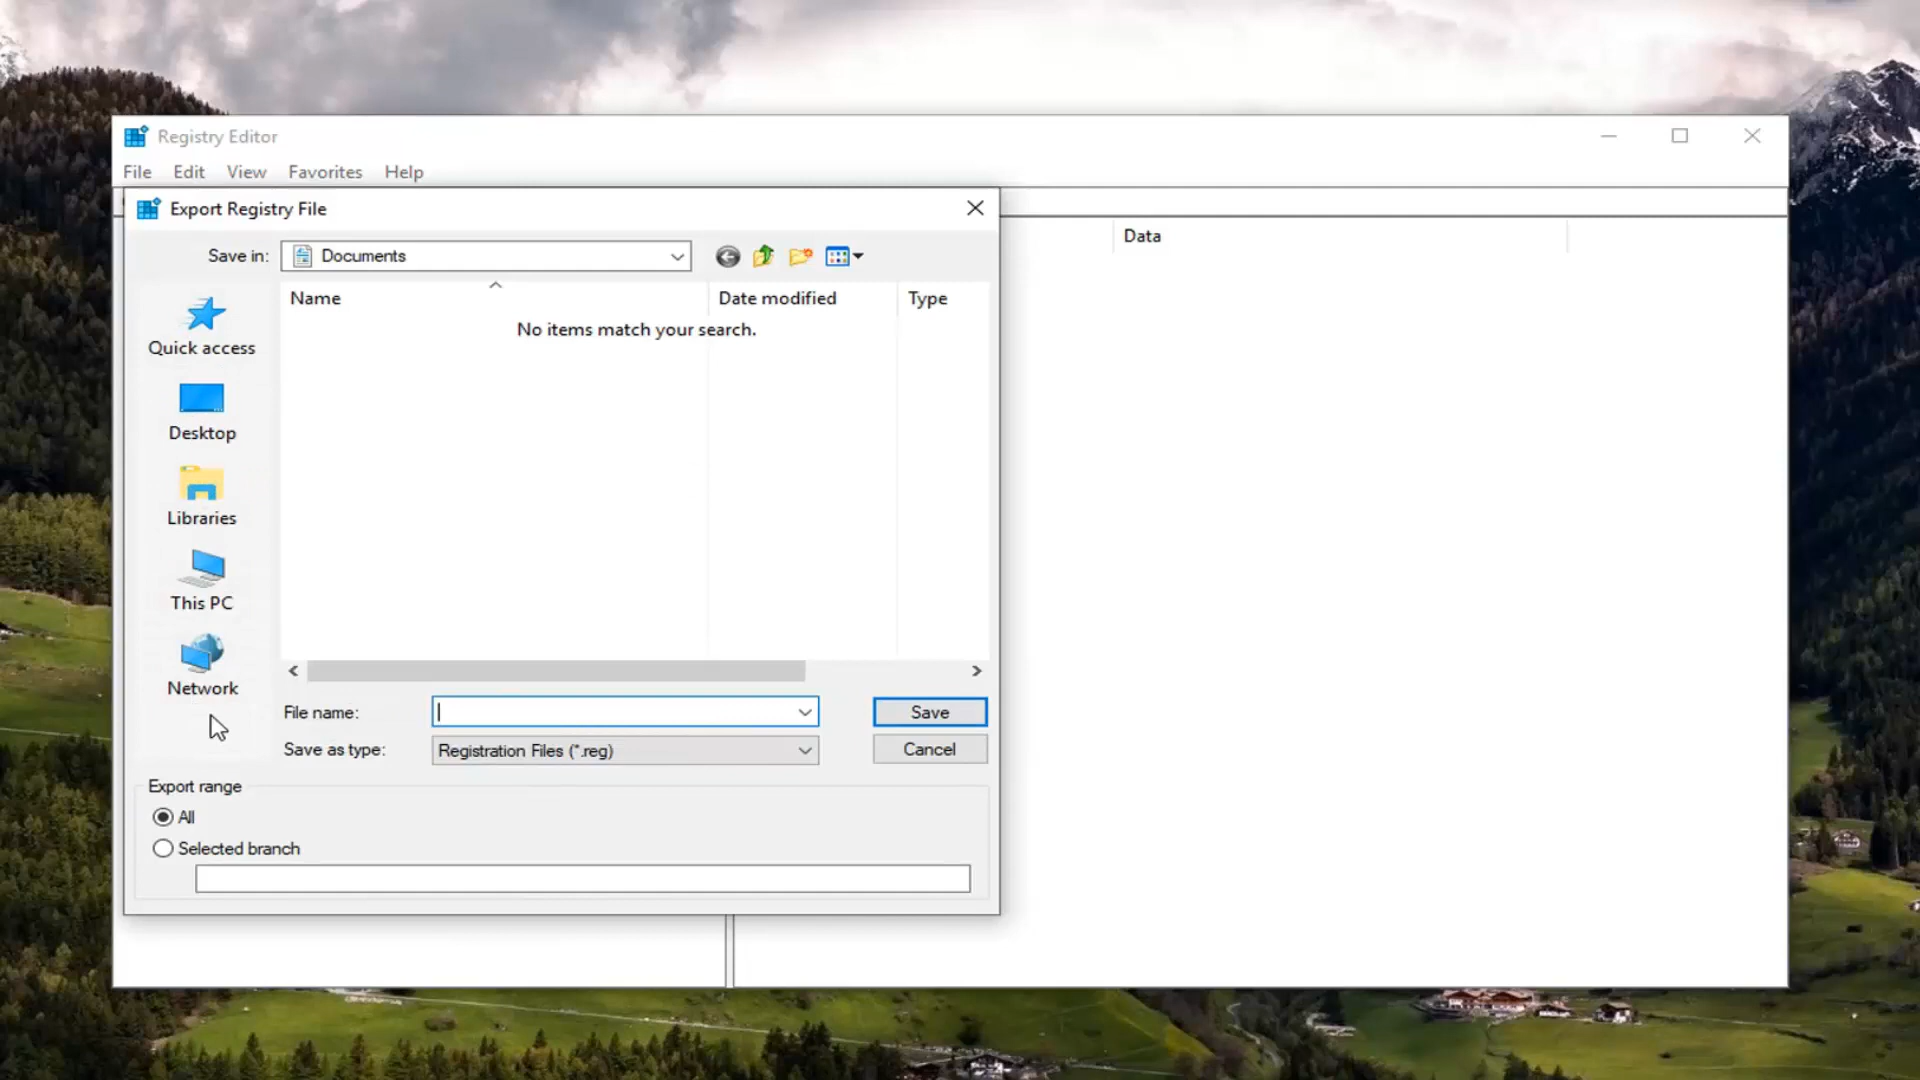 Registry Editor
File Edit View Favorites Help
Export Registry File
Save in: Documents
Data
Name Date modified Type
No items match your search.
Quick access
Desktop
Libraries
This PC
Network
File name: Save
Save as type: Registration Files (*.reg) Cancel
Export range
All
Selected branch